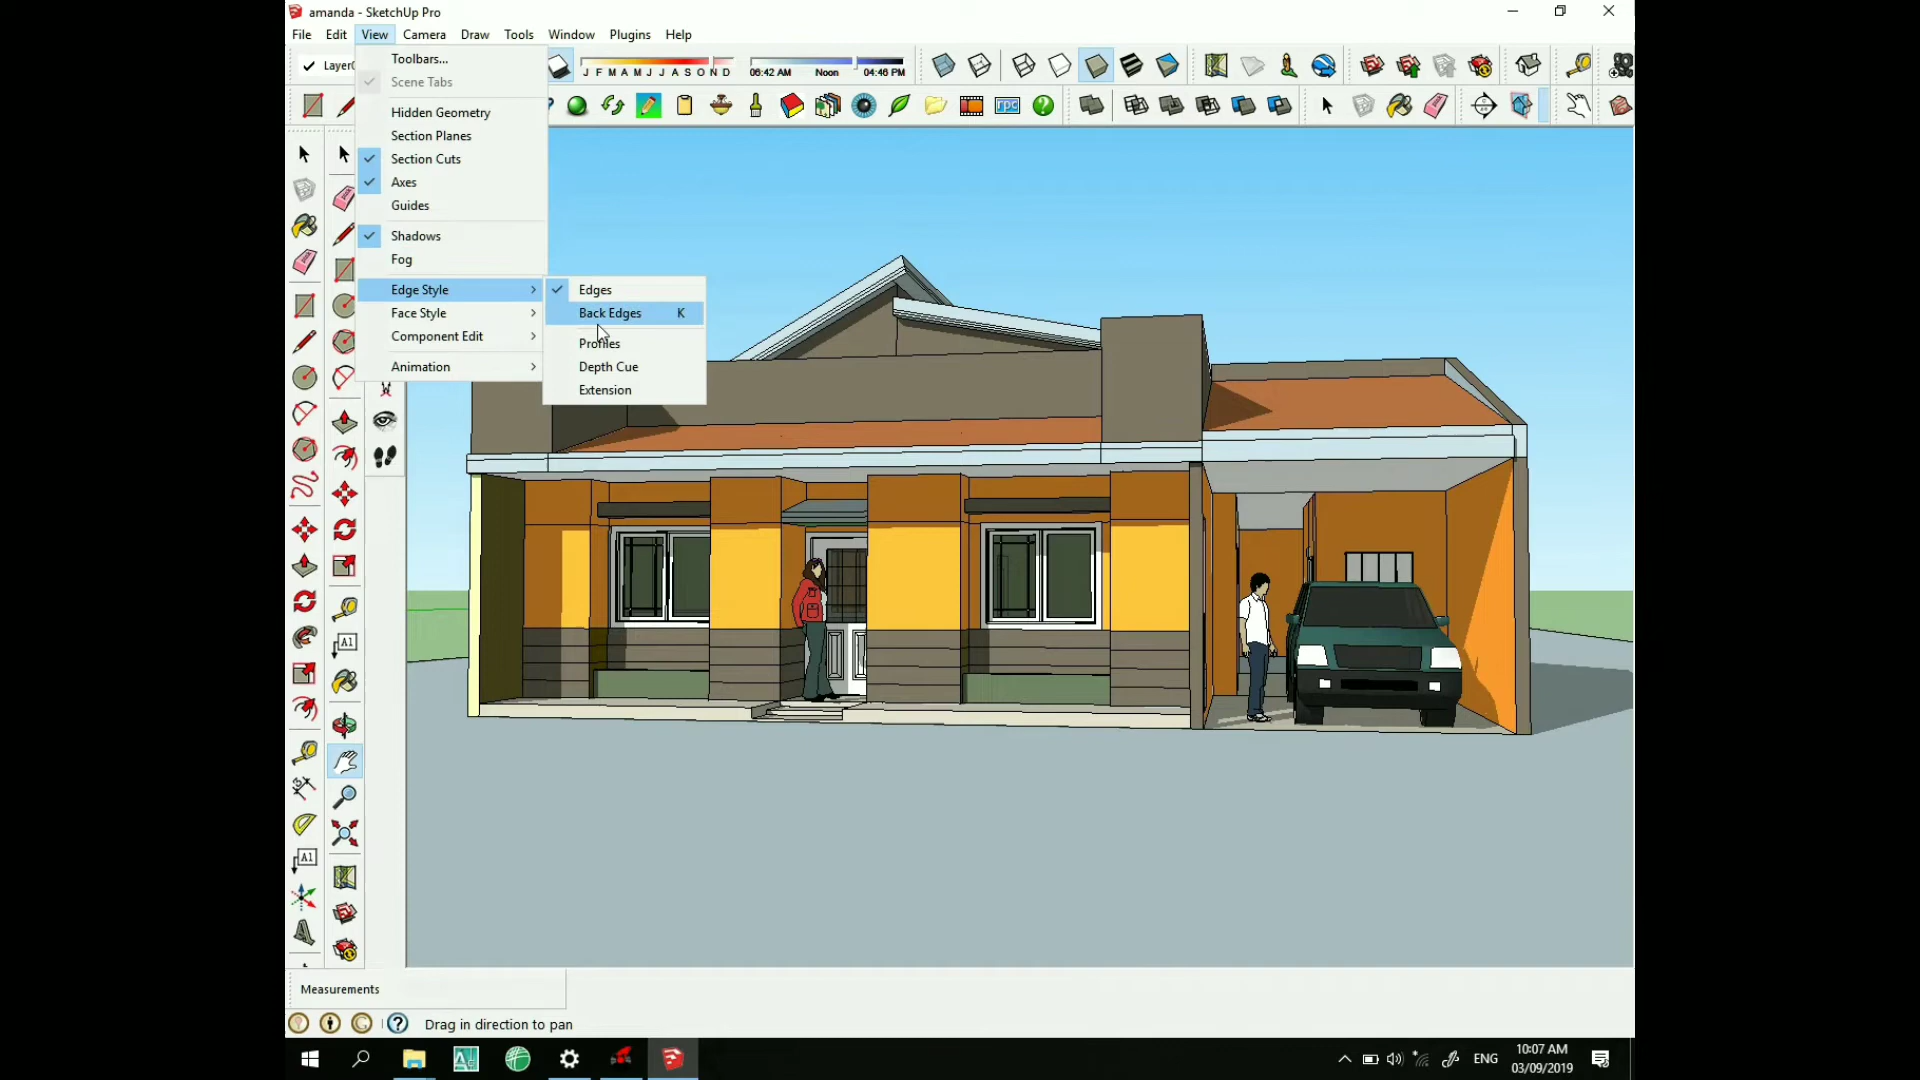 amanda - SketchUp Pro
File Edit View Camera Draw Tools Window Plugins Help
Toolbars...
Scene Tabs
Hidden Geometry
Section Planes
Section Cuts
Axes
Guides
Shadows
Fog
Edge Style
Face Style
Component Edit
Animation
Edges
Back Edges K
Profiles
Depth Cue
Extension
J F M A M J J A S O N D
06:42 AM Noon 04:46 PM
rpc
A1
A1
Measurements
Drag in direction to pan
ENG
10:07 AM
03/09/2019